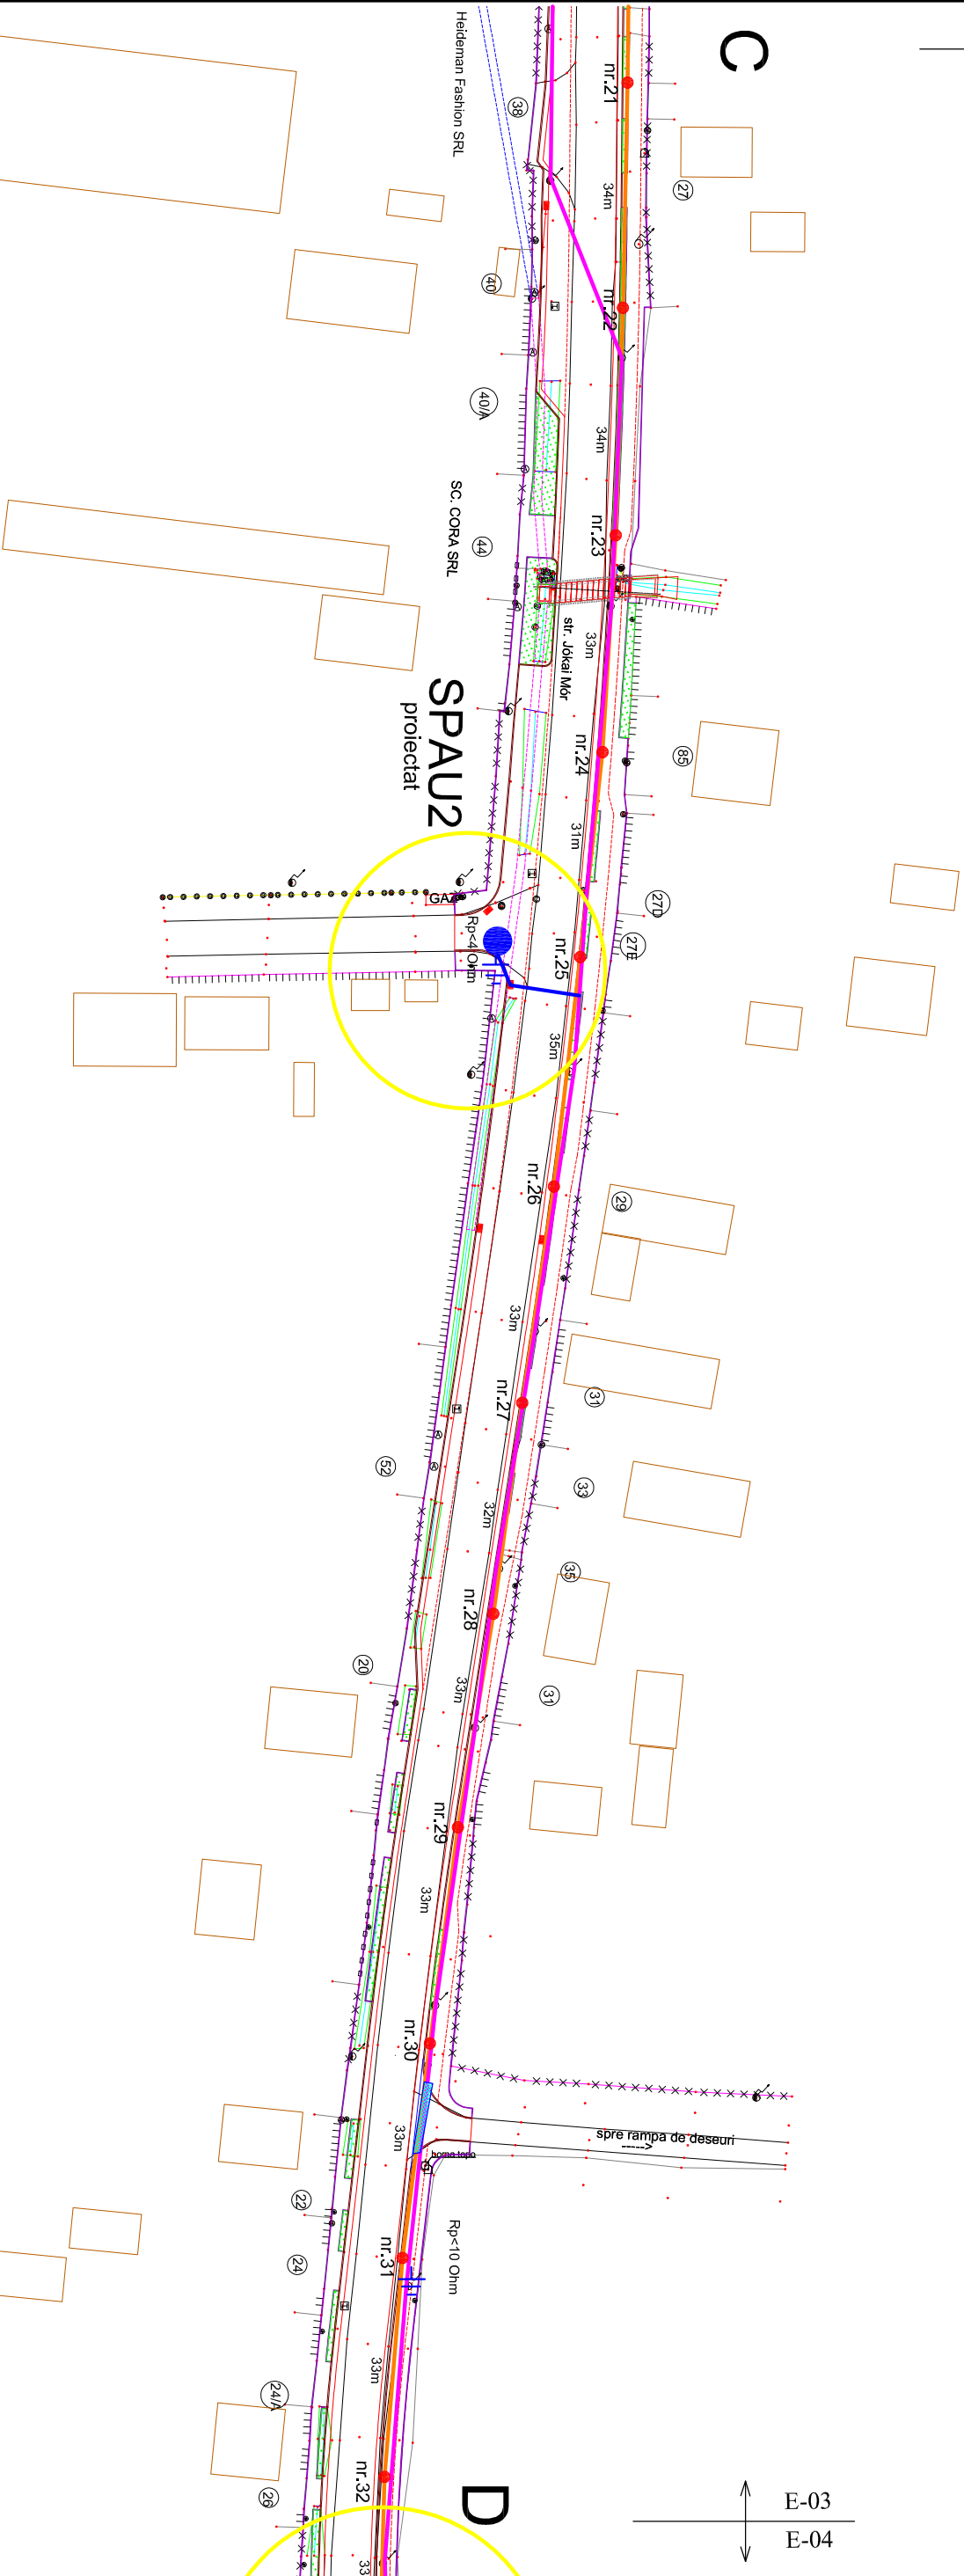 C
Heideman Fashion SRL
nr.21
38
27
34m
40
nr.22
40/A
34m
SC. CORA SRL
44
nr.23
str. Jókai Mór
33m
SPAU2
proiectat
nr.24
85
31m
27D
GAZ
Rp<4 Ohm
nr.25
27E
35m
nr.26
29
33m
nr.27
31
52
33
32m
35
nr.28
20
33m
31
nr.29
33m
nr.30
33m
spre rampa de deseuri
----->
borna topo
22
Rp<10 Ohm
24
nr.31
33m
24/A
nr.32
26
D
E-03
E-04
33